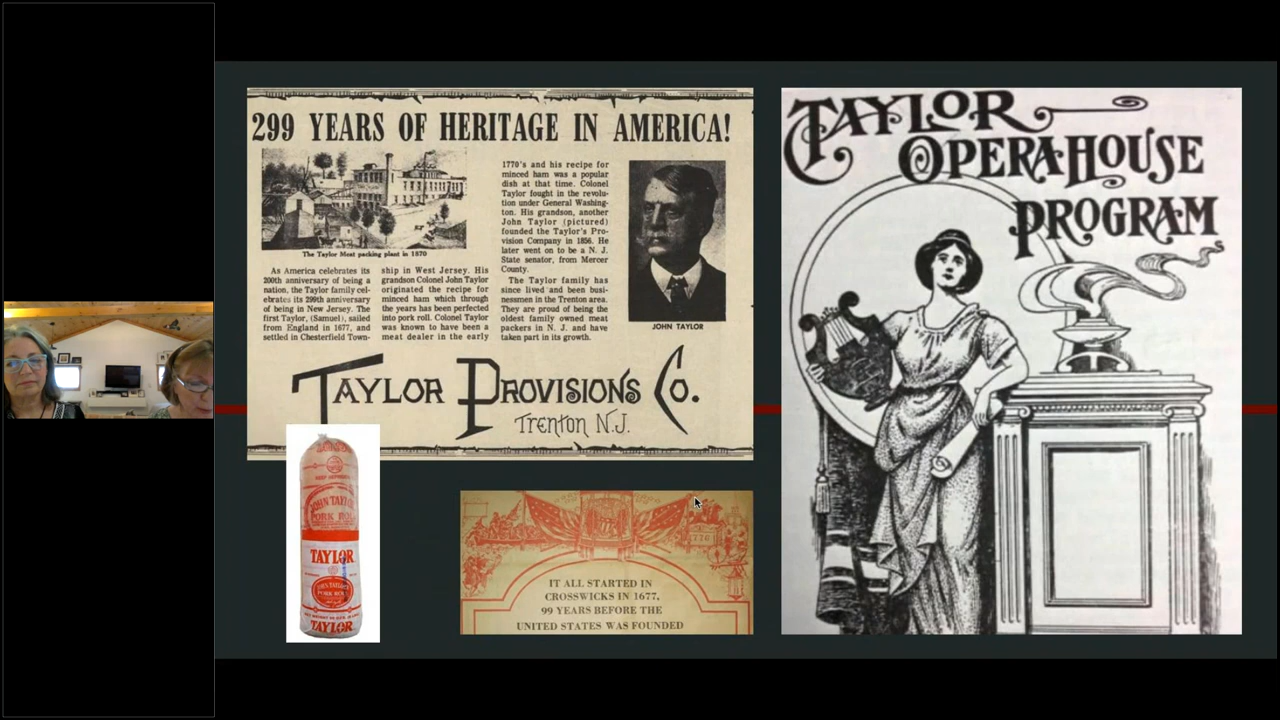 299 YEARS OF HERITAGE IN AMERICA!
The Taylor Meat packing plant in 1870
As America celebrates its
200th anniversary of being a
nation, the Taylor family cel-
ebrates its 299th anniversary
of being in New Jersey. The
first Taylor, (Samuel), sailed
from England in 1677, and
settled in Chesterfield Town-
ship in West Jersey. His
grandson Colonel John Taylor
originated the recipe for
minced ham which through
the years has been perfected
into pork roll. Colonel Taylor
was known to have been a
meat dealer in the early
1770's and his recipe for
minced ham was a popular
dish at that time. Colonel
Taylor fought in the revolu-
tion under General Washing-
ton. His grandson, another
John Taylor (pictured)
founded the Taylor's Pro-
vision Company in 1856. He
later went on to be a N. J.
State senator, from Mercer
County.
The Taylor family has
since lived and been busi-
nessmen in the Trenton area.
They are proud of being the
oldest family owned meat
packers in N. J. and have
taken part in its growth.
JOHN TAYLOR
TAYLOR PROVISIONS CO.
TRENTON N.J.
JOHN TAYLOR
PORK ROLL
TAYLOR
JOHN TAYLOR'S
PORK ROLL
TAYLOR
1776
IT ALL STARTED IN
CROSSWICKS IN 1677,
99 YEARS BEFORE THE
UNITED STATES WAS FOUNDED
TAYLOR
OPERA-HOUSE
PROGRAM